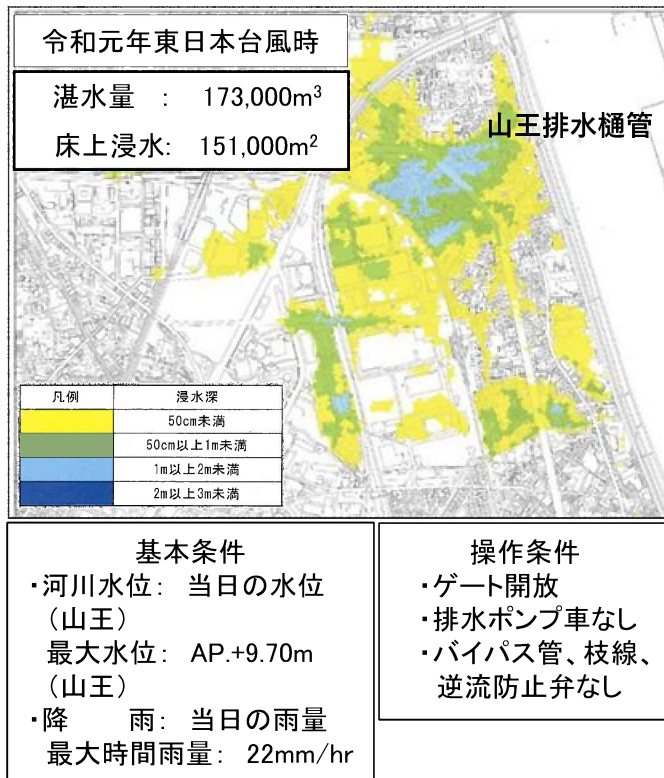 令和元年東日本台風時
湛水量 : 173,000m³
床上浸水: 151,000m²
山王排水樋管
凡例 浸水深
50cm未満
50cm以上1m未満
1m以上2m未満
2m以上3m未満
基本条件
・河川水位: 当日の水位
(山王)
最大水位: AP.+9.70m
(山王)
・降 雨: 当日の雨量
最大時間雨量: 22mm/hr
操作条件
・ゲート開放
・排水ポンプ車なし
・バイパス管、枝線、
逆流防止弁なし